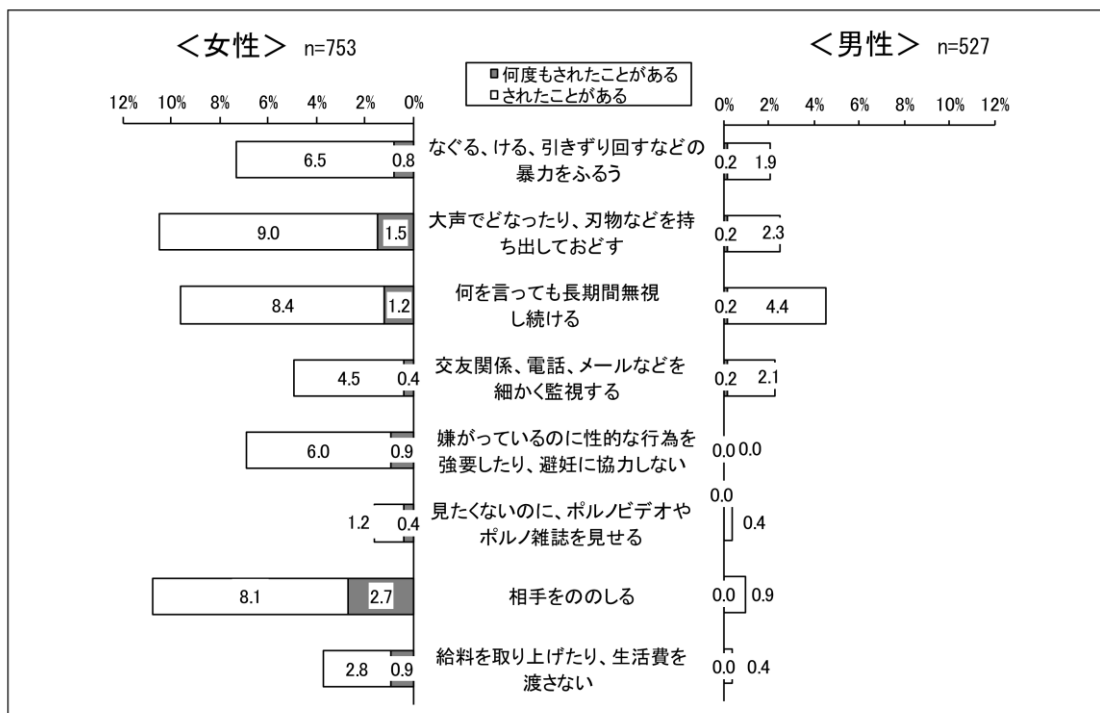 ＜女性＞ n=753
＜男性＞ n=527
■何度もされたことがある
□されたことがある
12% 10% 8% 6% 4% 2% 0%
0% 2% 4% 6% 8% 10% 12%
6.5 0.8
なぐる、ける、引きずり回すなどの
暴力をふるう
0.2 1.9
9.0 1.5
大声でどなったり、刃物などを持
ち出しておどす
0.2 2.3
8.4 1.2
何を言っても長期間無視
し続ける
0.2 4.4
4.5 0.4
交友関係、電話、メールなどを
細かく監視する
0.2 2.1
6.0 0.9
嫌がっているのに性的な行為を
強要したり、避妊に協力しない
0.0 0.0
1.2 0.4
見たくないのに、ポルノビデオや
ポルノ雑誌を見せる
0.0 0.4
8.1 2.7
相手をののしる
0.0 0.9
2.8 0.9
給料を取り上げたり、生活費を
渡さない
0.0 0.4